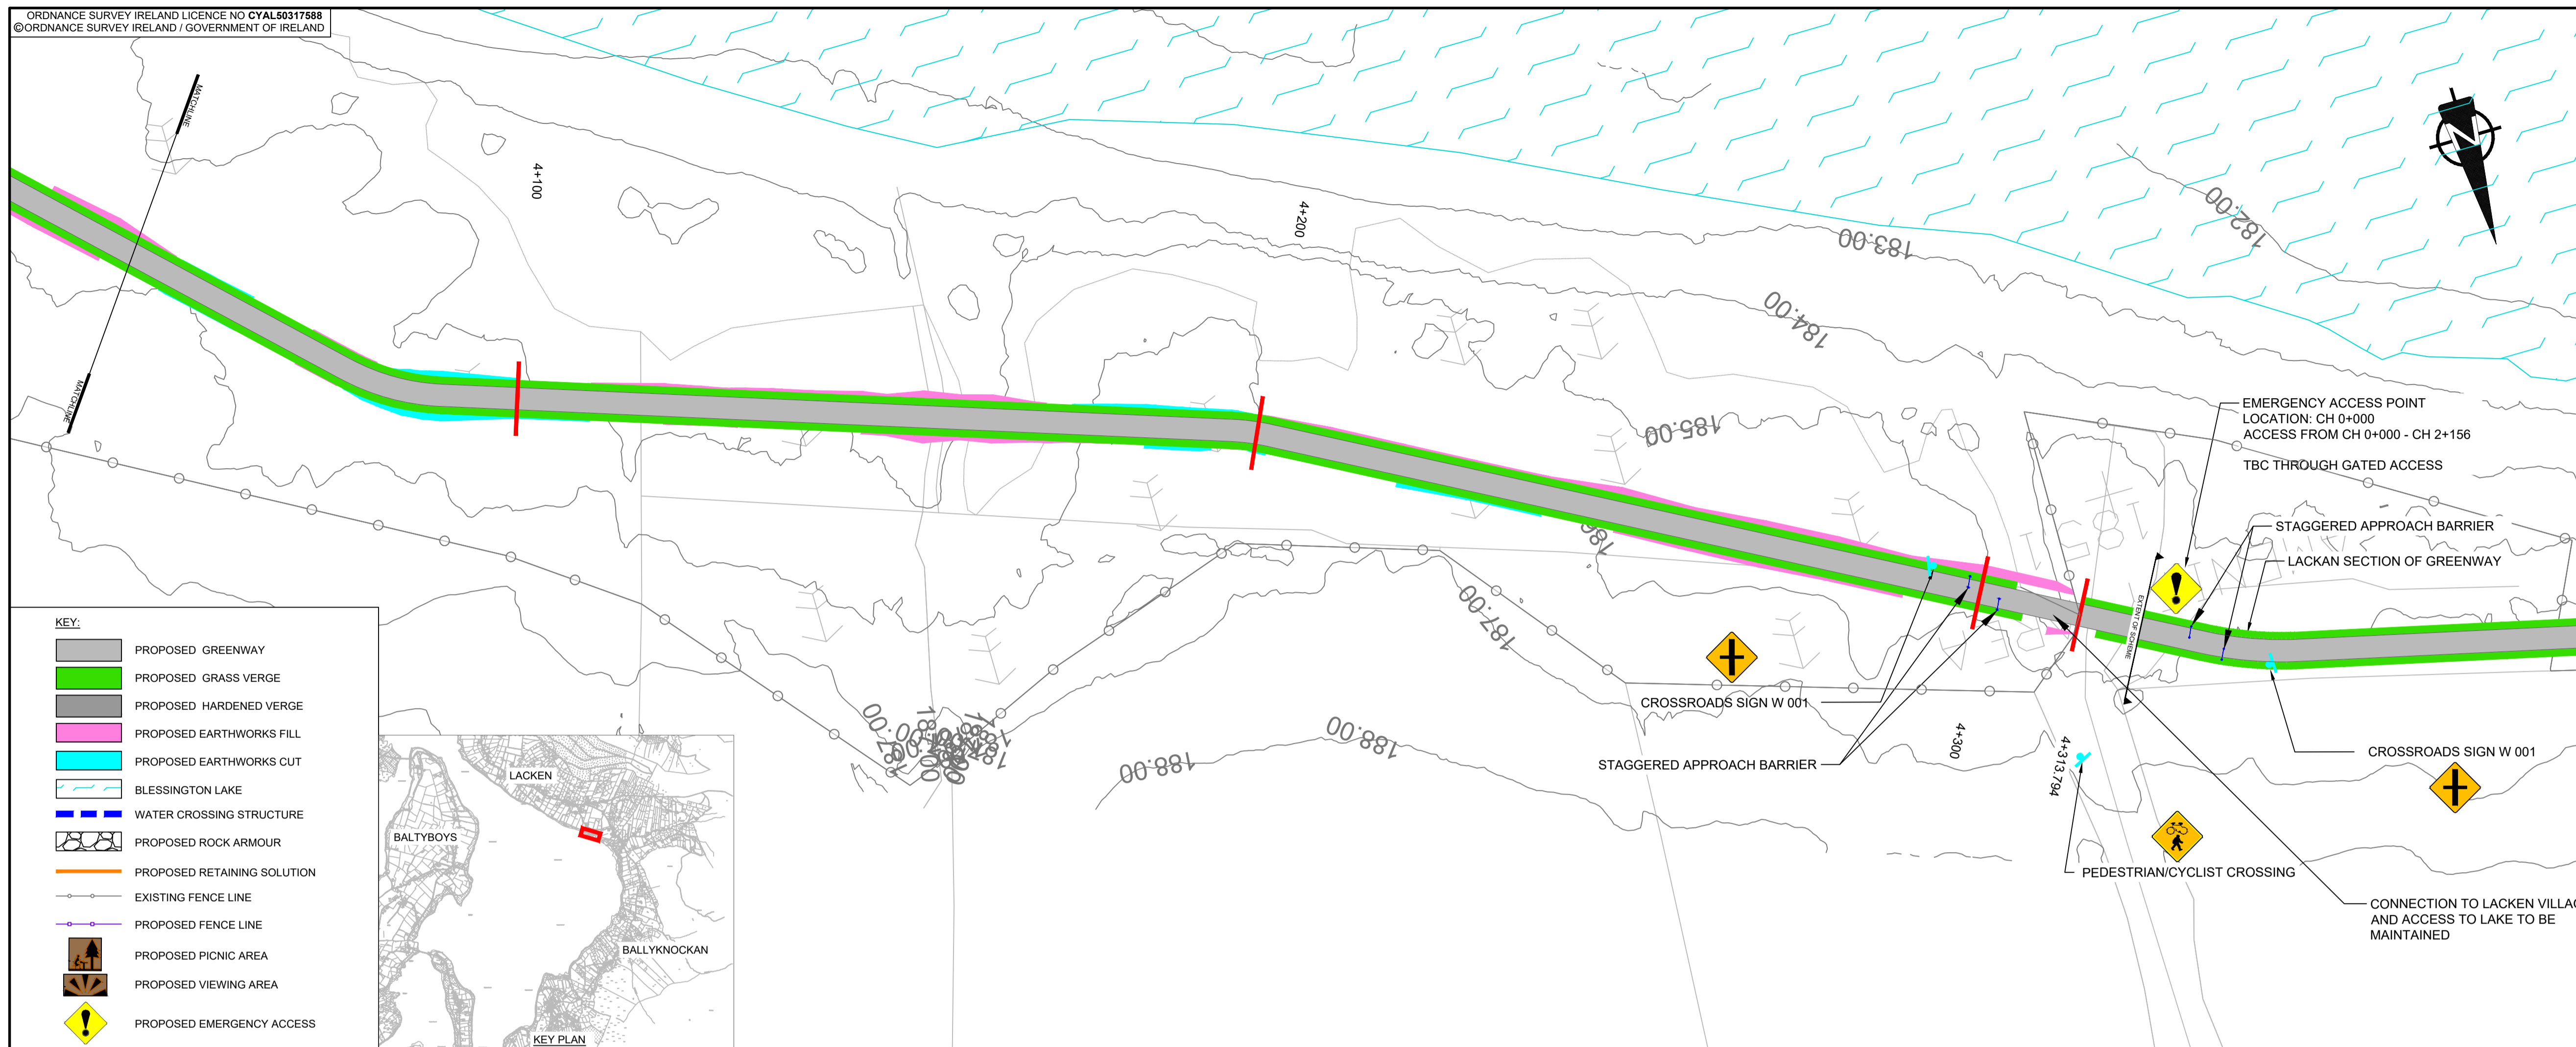 ORDNANCE SURVEY IRELAND LICENCE NO CYAL50317588
©ORDNANCE SURVEY IRELAND / GOVERNMENT OF IRELAND
MATCHLINE
MATCHLINE
4+100
4+200
N
182.00
183.00
184.00
185.00
186
187.00
187.00
188.00
188.00
EMERGENCY ACCESS POINT
LOCATION: CH 0+000
ACCESS FROM CH 0+000 - CH 2+156
TBC THROUGH GATED ACCESS
STAGGERED APPROACH BARRIER
LACKAN SECTION OF GREENWAY
EXTENT OF SCHEME
CROSSROADS SIGN W 001
STAGGERED APPROACH BARRIER
4+300
4+313.794
CROSSROADS SIGN W 001
PEDESTRIAN/CYCLIST CROSSING
CONNECTION TO LACKEN VILLAG
AND ACCESS TO LAKE TO BE
MAINTAINED
KEY:
PROPOSED GREENWAY
PROPOSED GRASS VERGE
PROPOSED HARDENED VERGE
PROPOSED EARTHWORKS FILL
PROPOSED EARTHWORKS CUT
BLESSINGTON LAKE
WATER CROSSING STRUCTURE
PROPOSED ROCK ARMOUR
PROPOSED RETAINING SOLUTION
EXISTING FENCE LINE
PROPOSED FENCE LINE
PROPOSED PICNIC AREA
PROPOSED VIEWING AREA
PROPOSED EMERGENCY ACCESS
LACKEN
BALTYBOYS
BALLYKNOCKAN
KEY PLAN